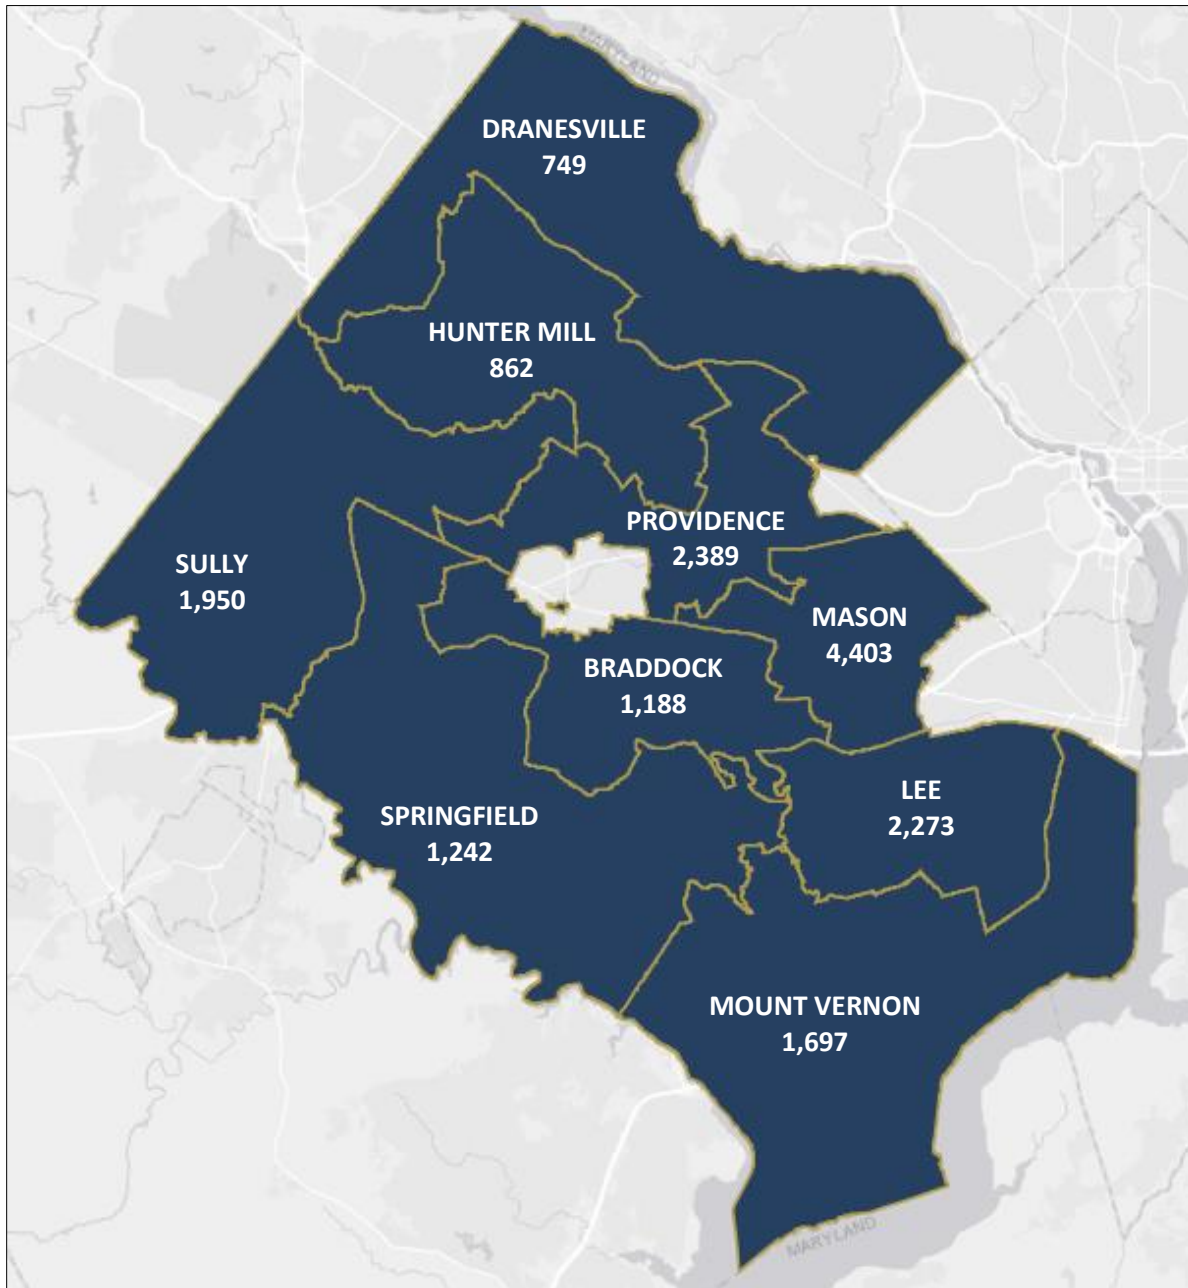 MARYLAND
DRANESVILLE
749
HUNTER MILL
862
PROVIDENCE
2,389
SULLY
1,950
MASON
4,403
BRADDOCK
1,188
LEE
2,273
SPRINGFIELD
1,242
MOUNT VERNON
1,697
MARYLAND